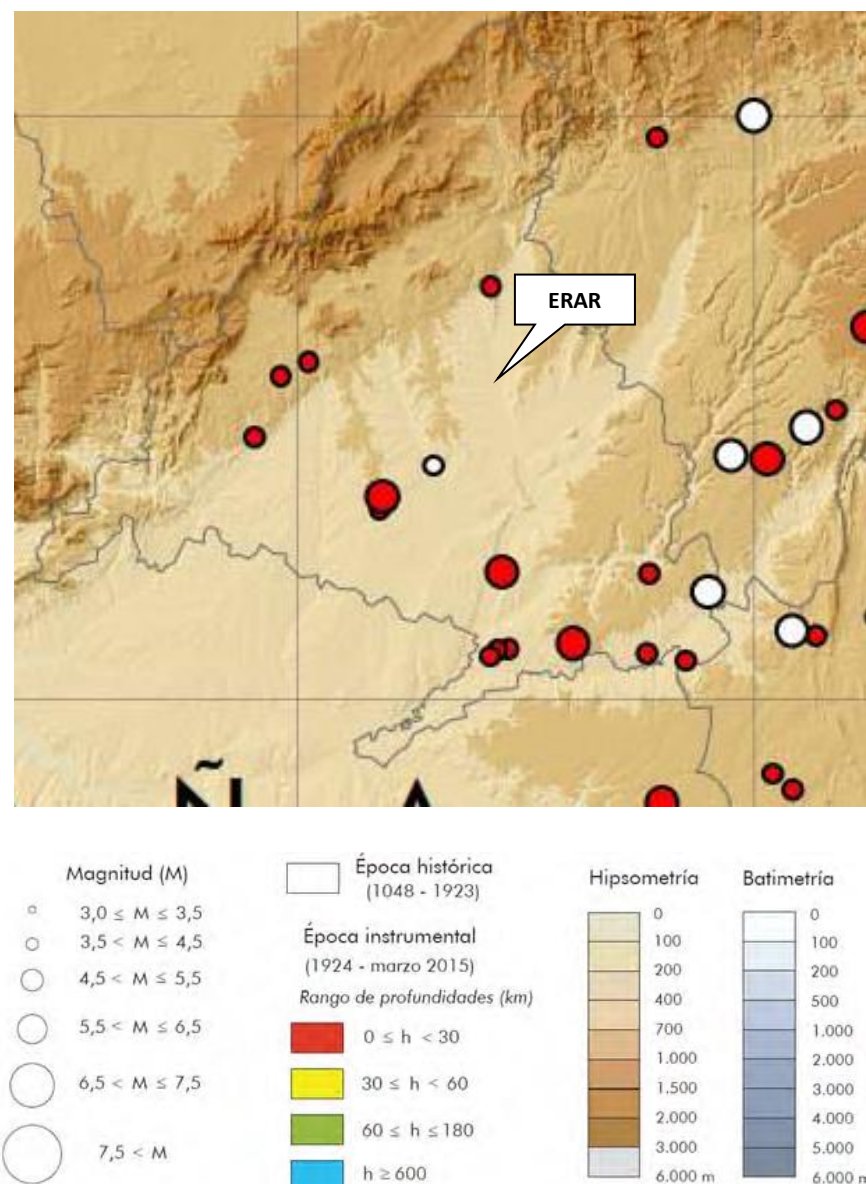 ERAR
Ñ A
Magnitud (M)
3,0 ≤ M ≤ 3,5
3,5 < M ≤ 4,5
4,5 < M ≤ 5,5
5,5 < M ≤ 6,5
6,5 < M ≤ 7,5
7,5 < M
Época histórica
(1048 - 1923)
Época instrumental
(1924 - marzo 2015)
Rango de profundidades (km)
0 ≤ h < 30
30 ≤ h < 60
60 ≤ h ≤ 180
h ≥ 600
Hipsometría
0
100
200
400
700
1.000
1.500
2.000
3.000
6.000 m
Batimetría
0
100
200
500
1.000
2.000
3.000
4.000
5.000
6.000 m